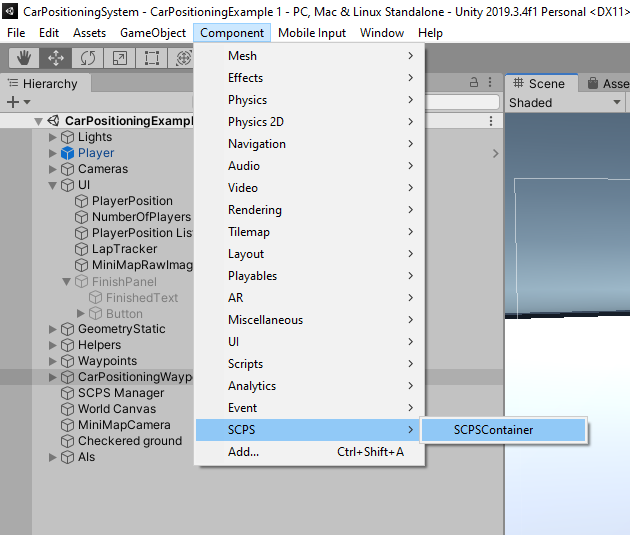 CarPositioningSystem - CarPositioningExample 1 - PC, Mac & Linux Standalone - Unity 2019.3.4f1 Personal <DX11>
File Edit Assets GameObject Component Mobile Input Window Help
Hierarchy
Scene
Asse
Shaded
CarPositioningExampl
Lights
Player
Cameras
UI
PlayerPosition
NumberOfPlayers
PlayerPosition List
LapTracker
MiniMapRawImag
FinishPanel
FinishedText
Button
GeometryStatic
Helpers
Waypoints
CarPositioningWaypo
SCPS Manager
World Canvas
MiniMapCamera
Checkered ground
AIs
Mesh
Effects
Physics
Physics 2D
Navigation
Audio
Video
Rendering
Tilemap
Layout
Playables
AR
Miscellaneous
UI
Scripts
Analytics
Event
SCPS
SCPSContainer
Add... Ctrl+Shift+A